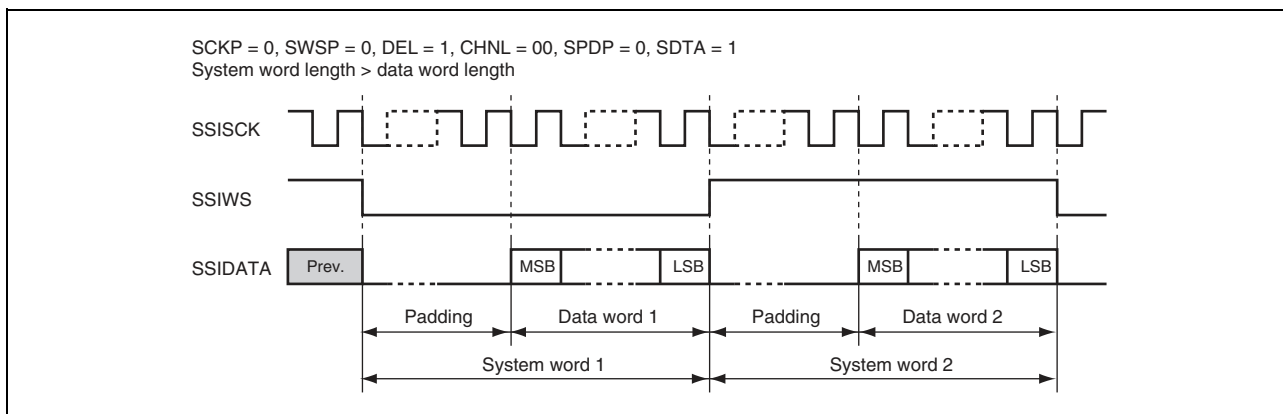 SCKP = 0, SWSP = 0, DEL = 1, CHNL = 00, SPDP = 0, SDTA = 1
System word length > data word length
SSISCK
SSIWS
SSIDATA
Prev.
MSB
LSB
MSB
LSB
Padding
Data word 1
Padding
Data word 2
System word 1
System word 2